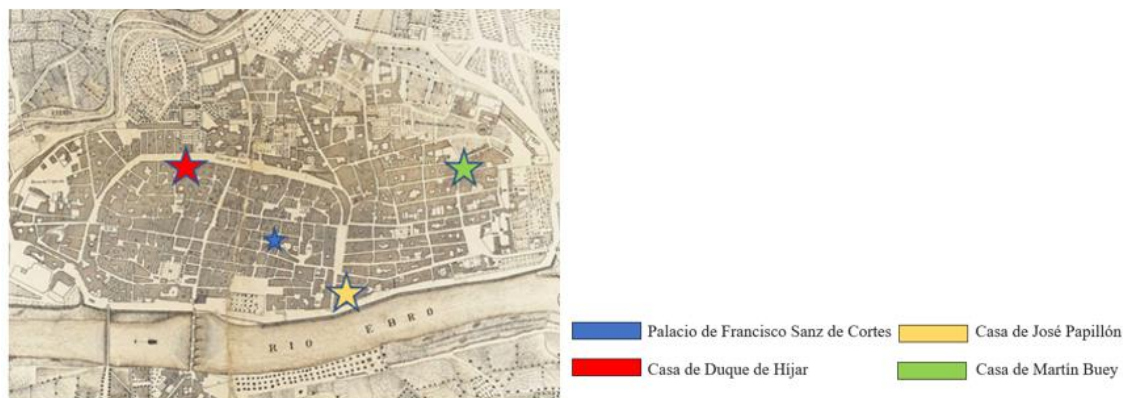 RIO EBRO
Palacio de Francisco Sanz de Cortes
Casa de José Papillón
Casa de Duque de Híjar
Casa de Martín Buey